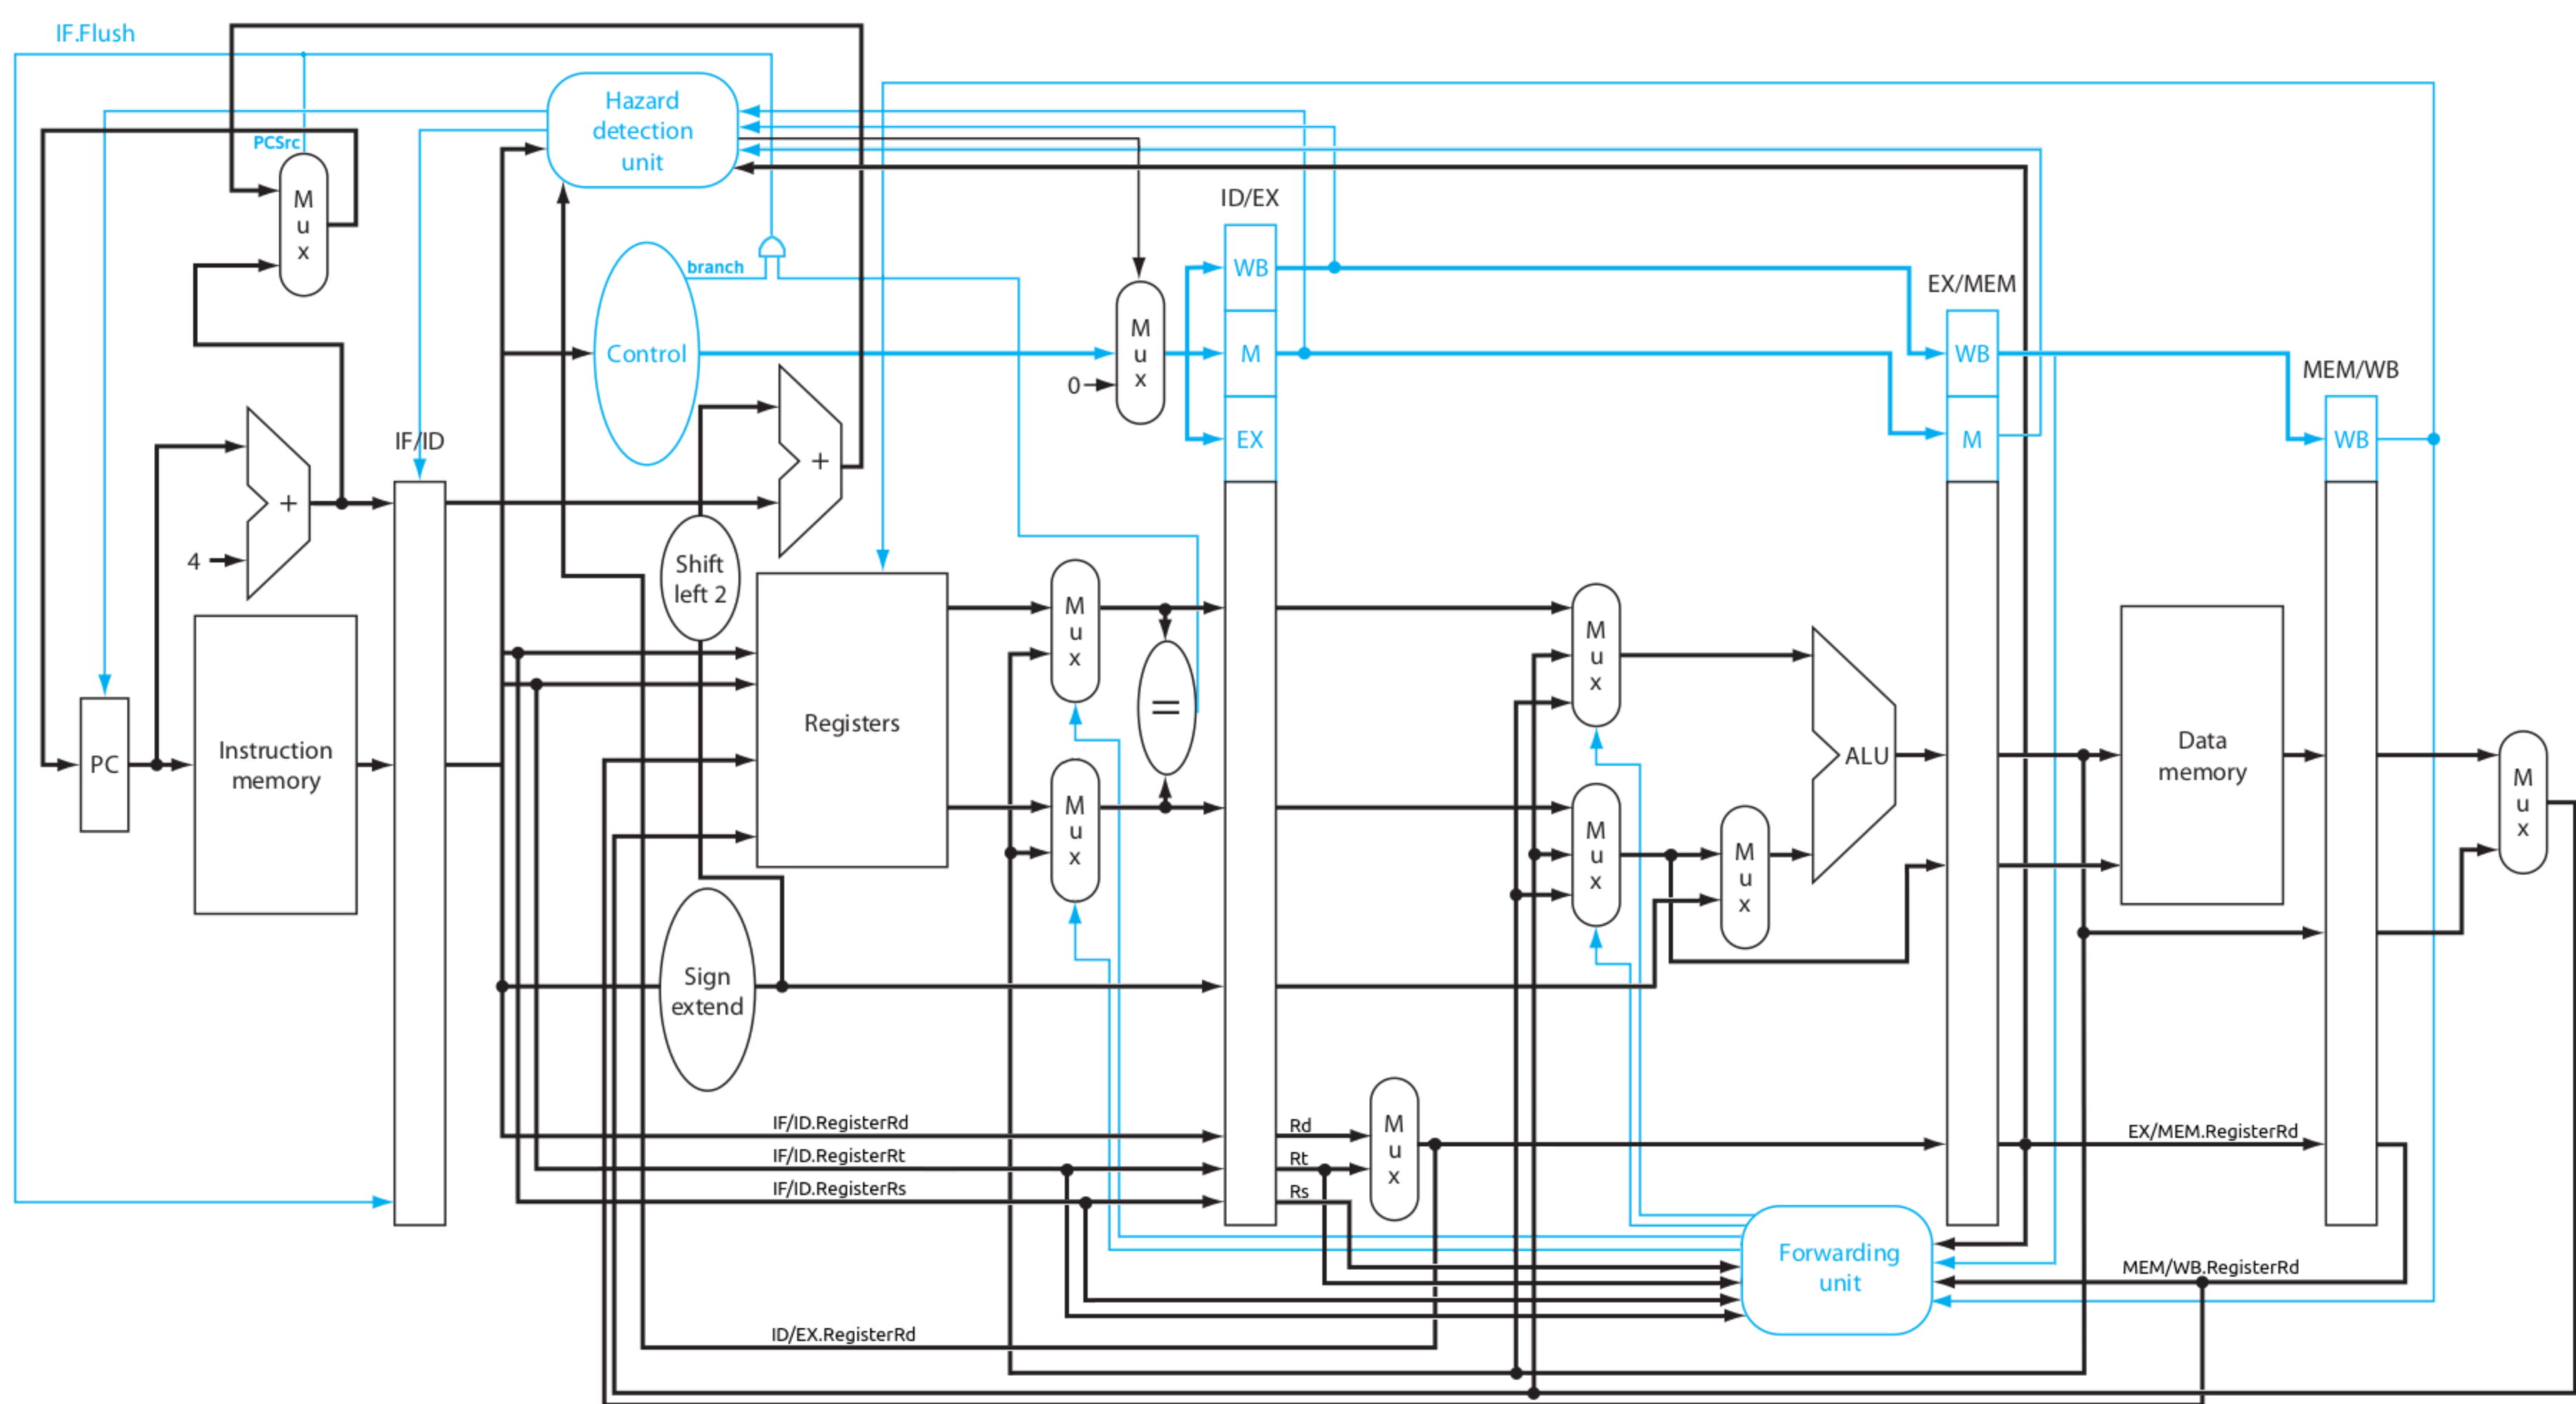 IF.Flush
Hazard
detection
unit
PCSrc
M
u
x
ID/EX
branch
WB
EX/MEM
Control
M
u
x
M
WB
0
MEM/WB
EX
M
WB
IF/ID
+
+
4
Shift
left 2
M
u
x
M
u
x
=
Registers
PC
Instruction
memory
M
u
x
M
u
x
M
u
x
ALU
Data
memory
M
u
x
Sign
extend
IF/ID.RegisterRd
Rd
M
u
x
EX/MEM.RegisterRd
IF/ID.RegisterRt
Rt
IF/ID.RegisterRs
Rs
Forwarding
unit
MEM/WB.RegisterRd
ID/EX.RegisterRd